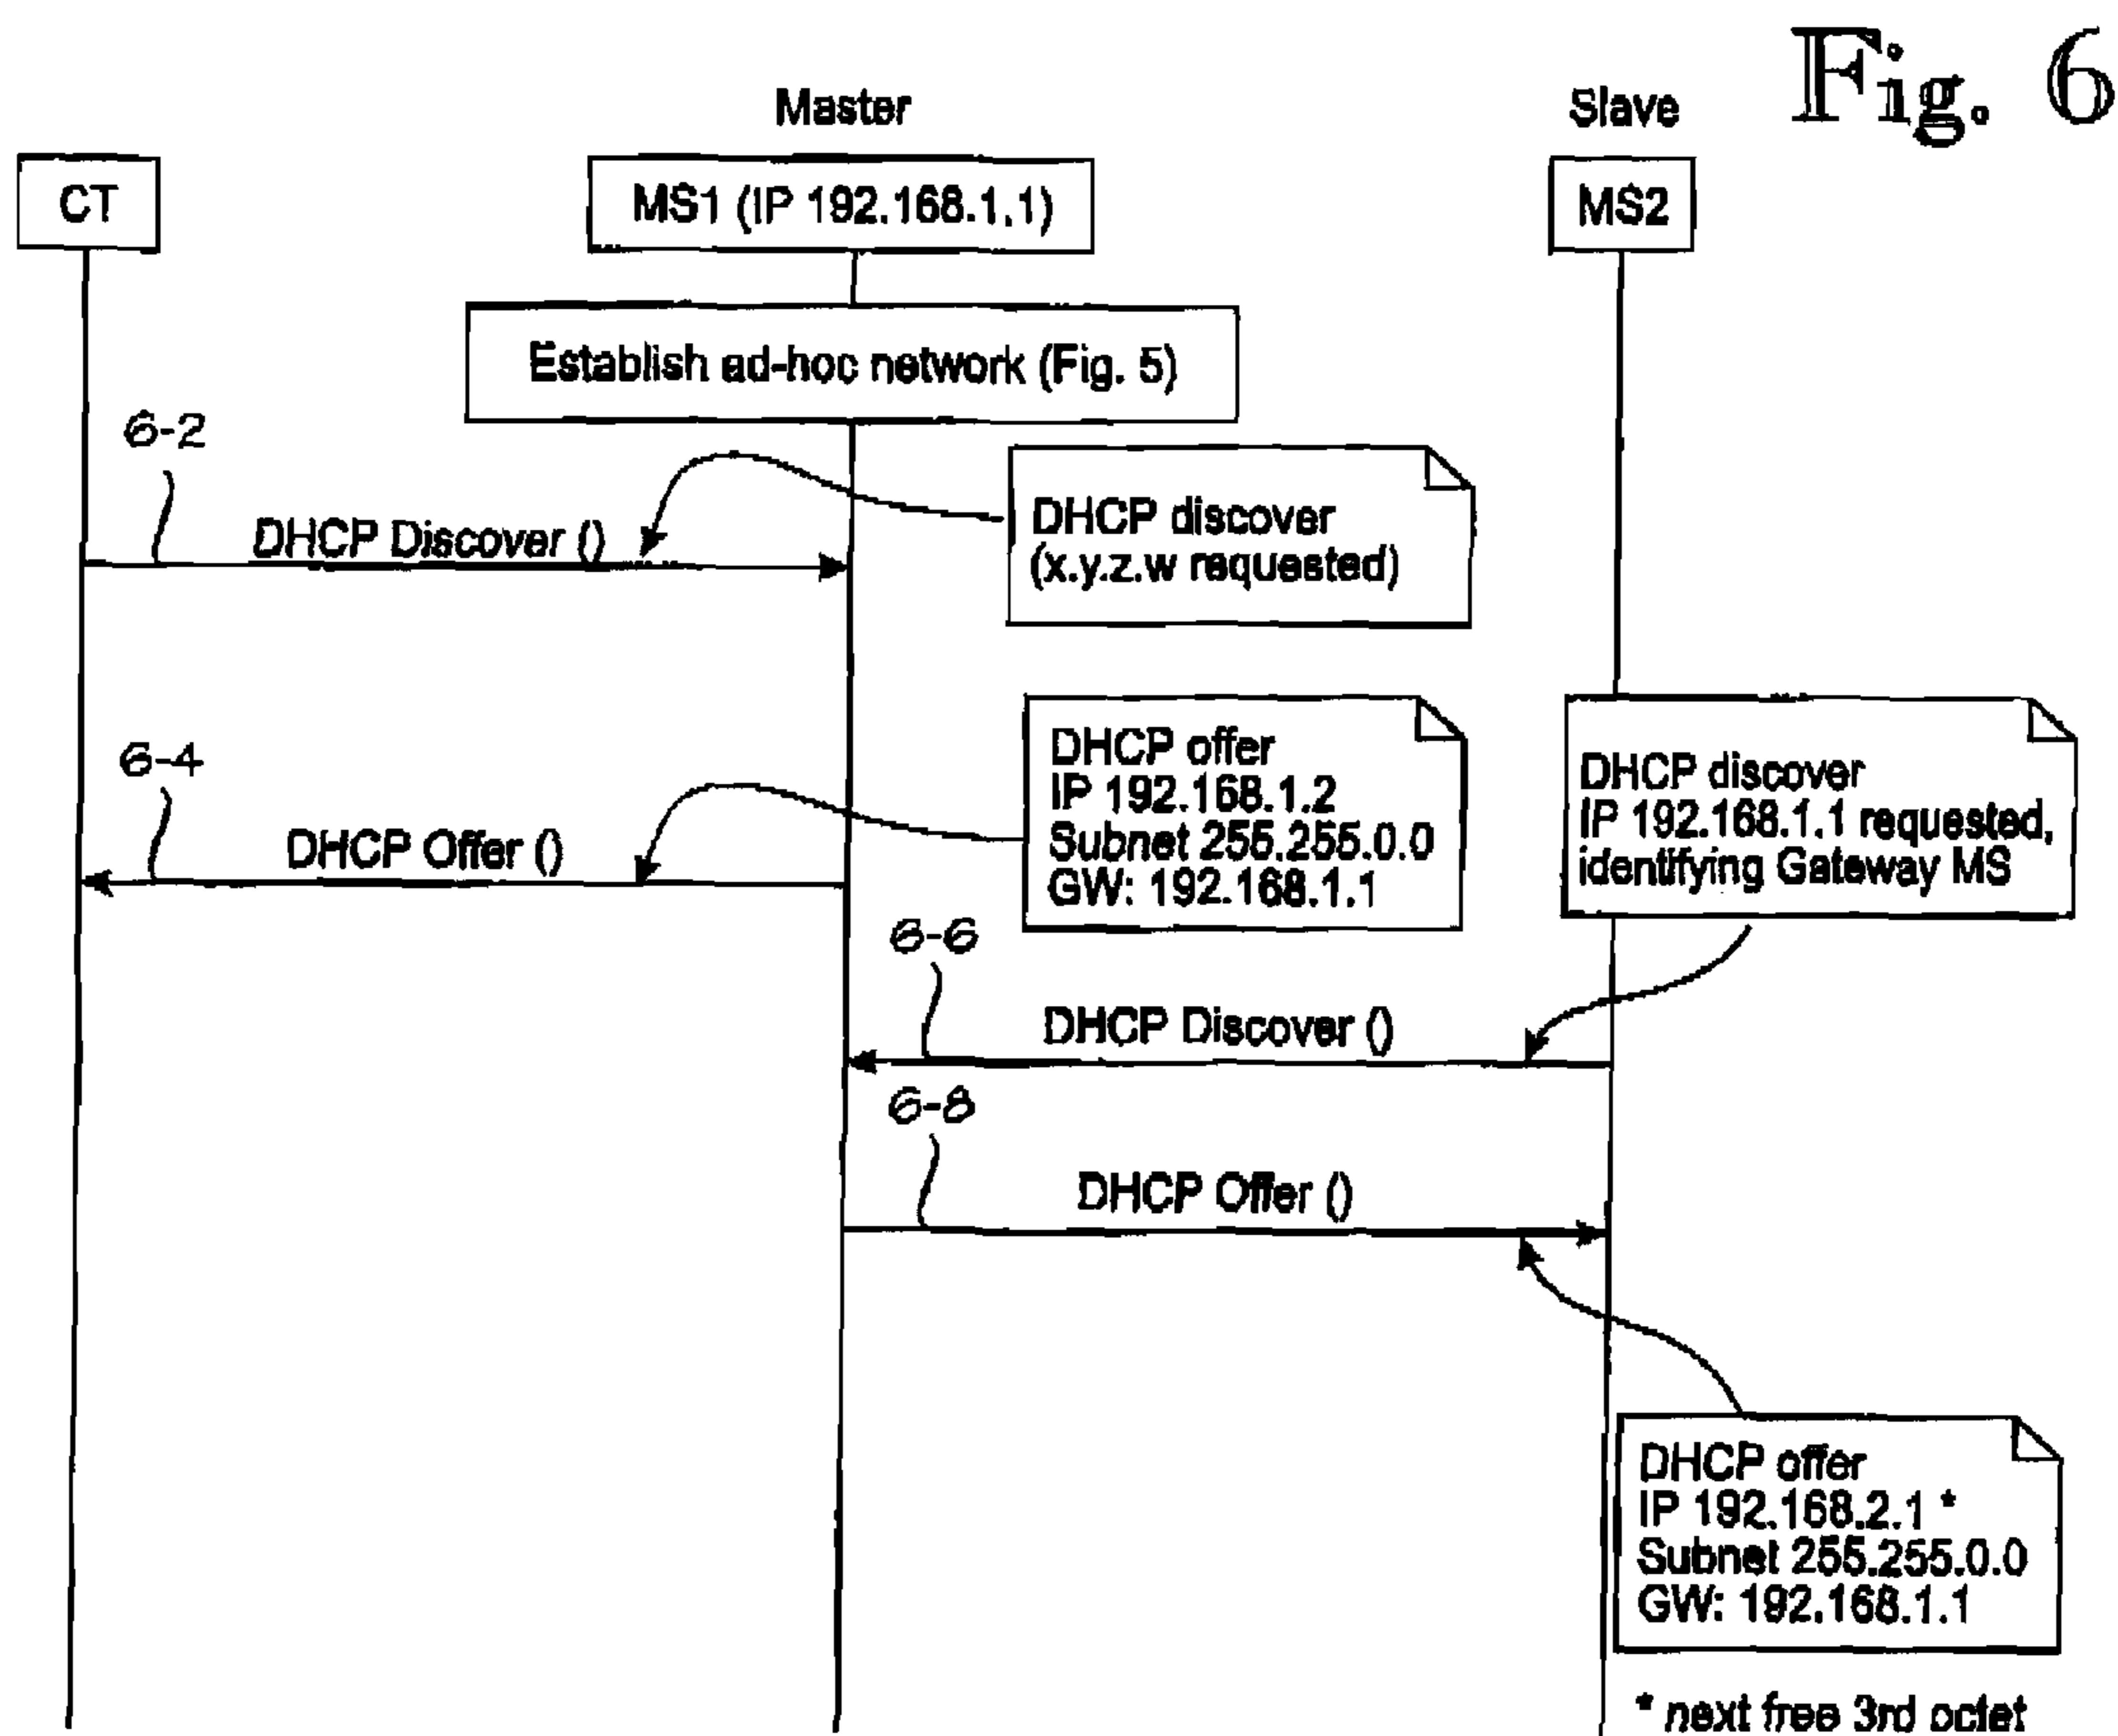 Fig. 6
Master
Slave
CT
MS1 (IP 192.168.1.1)
MS2
Establish ad-hoc network (Fig. 5)
6-2
DHCP Discover ()
DHCP discover
(x.y.z.w requested)
6-4
DHCP Offer ()
DHCP offer
IP 192.168.1.2
Subnet 255.255.0.0
GW: 192.168.1.1
DHCP discover
IP 192.168.1.1 requested,
identifying Gateway MS
6-6
DHCP Discover ()
6-8
DHCP Offer ()
DHCP offer
IP 192.168.2.1 *
Subnet 255.255.0.0
GW: 192.168.1.1
* next free 3rd octet